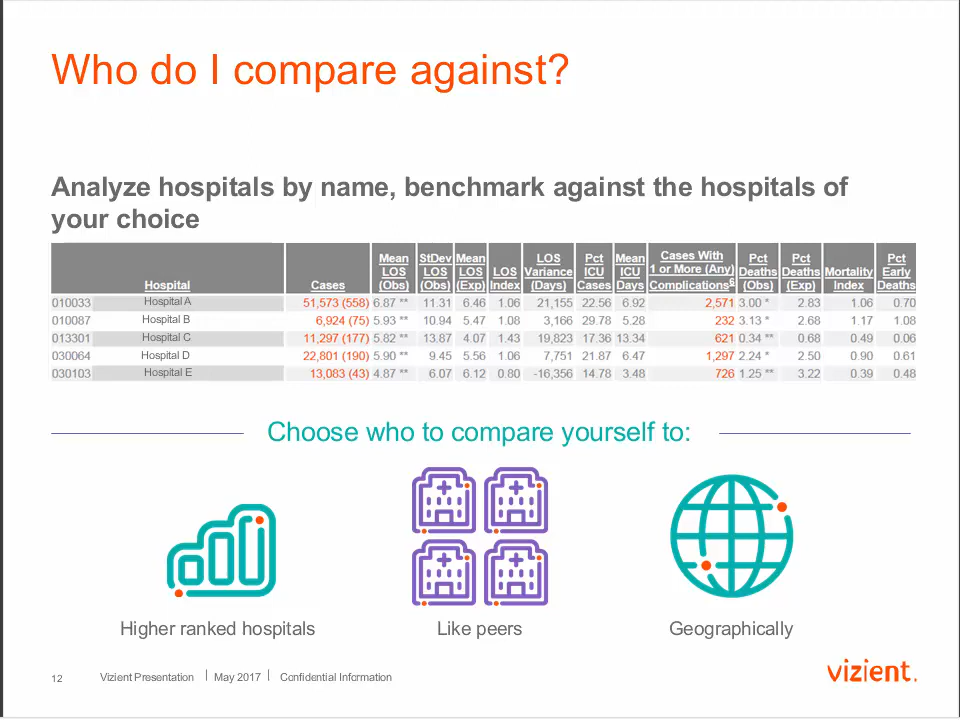 Who do I compare against?
Analyze hospitals by name, benchmark against the hospitals of
your choice
Hospital Cases Mean LOS (Obs) StDev LOS (Obs) Mean LOS (Exp) LOS Index LOS Variance (Days) Pct ICU Cases Mean ICU Days Cases With 1 or More (Any) Complications6 Pct Deaths (Obs) Pct Deaths (Exp) Mortality Index Pct Early Deaths
010033 Hospital A 51,573 (558) 6.87 ** 11.31 6.46 1.06 21,155 22.56 6.92 2,571 3.00 * 2.83 1.06 0.70
010087 Hospital B 6,924 (75) 5.93 ** 10.94 5.47 1.08 3,166 29.78 5.28 232 3.13 * 2.68 1.17 1.08
013301 Hospital C 11,297 (177) 5.82 ** 13.87 4.07 1.43 19,823 17.36 13.34 621 0.34 ** 0.68 0.49 0.06
030064 Hospital D 22,801 (190) 5.90 ** 9.45 5.56 1.06 7,751 21.87 6.47 1,297 2.24 * 2.50 0.90 0.61
030103 Hospital E 13,083 (43) 4.87 ** 6.07 6.12 0.80 -16,356 14.78 3.48 726 1.25 ** 3.22 0.39 0.48
Choose who to compare yourself to:
Higher ranked hospitals Like peers Geographically
12 Vizient Presentation | May 2017 | Confidential Information
vizient.